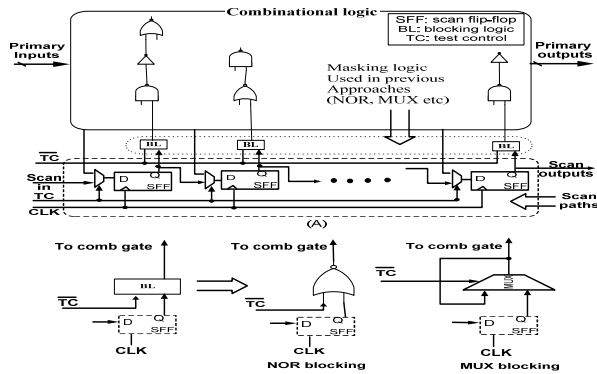 Combinational logic
SFF: scan flip-flop
BL: blocking logic
TC: test control
Primary
Inputs
Primary
outputs
Masking logic
Used in previous
Approaches
(NOR, MUX etc)
BL
BL
BL
TC
Scan
outputs
Scan
in
TC
CLK
D Q
SFF
D Q
SFF
D Q
SFF
Scan
paths
(A)
To comb gate
To comb gate
To comb gate
BL
TC
TC
TC
MUX
D Q
SFF
D Q
SFF
D Q
SFF
CLK
CLK
CLK
NOR blocking
MUX blocking